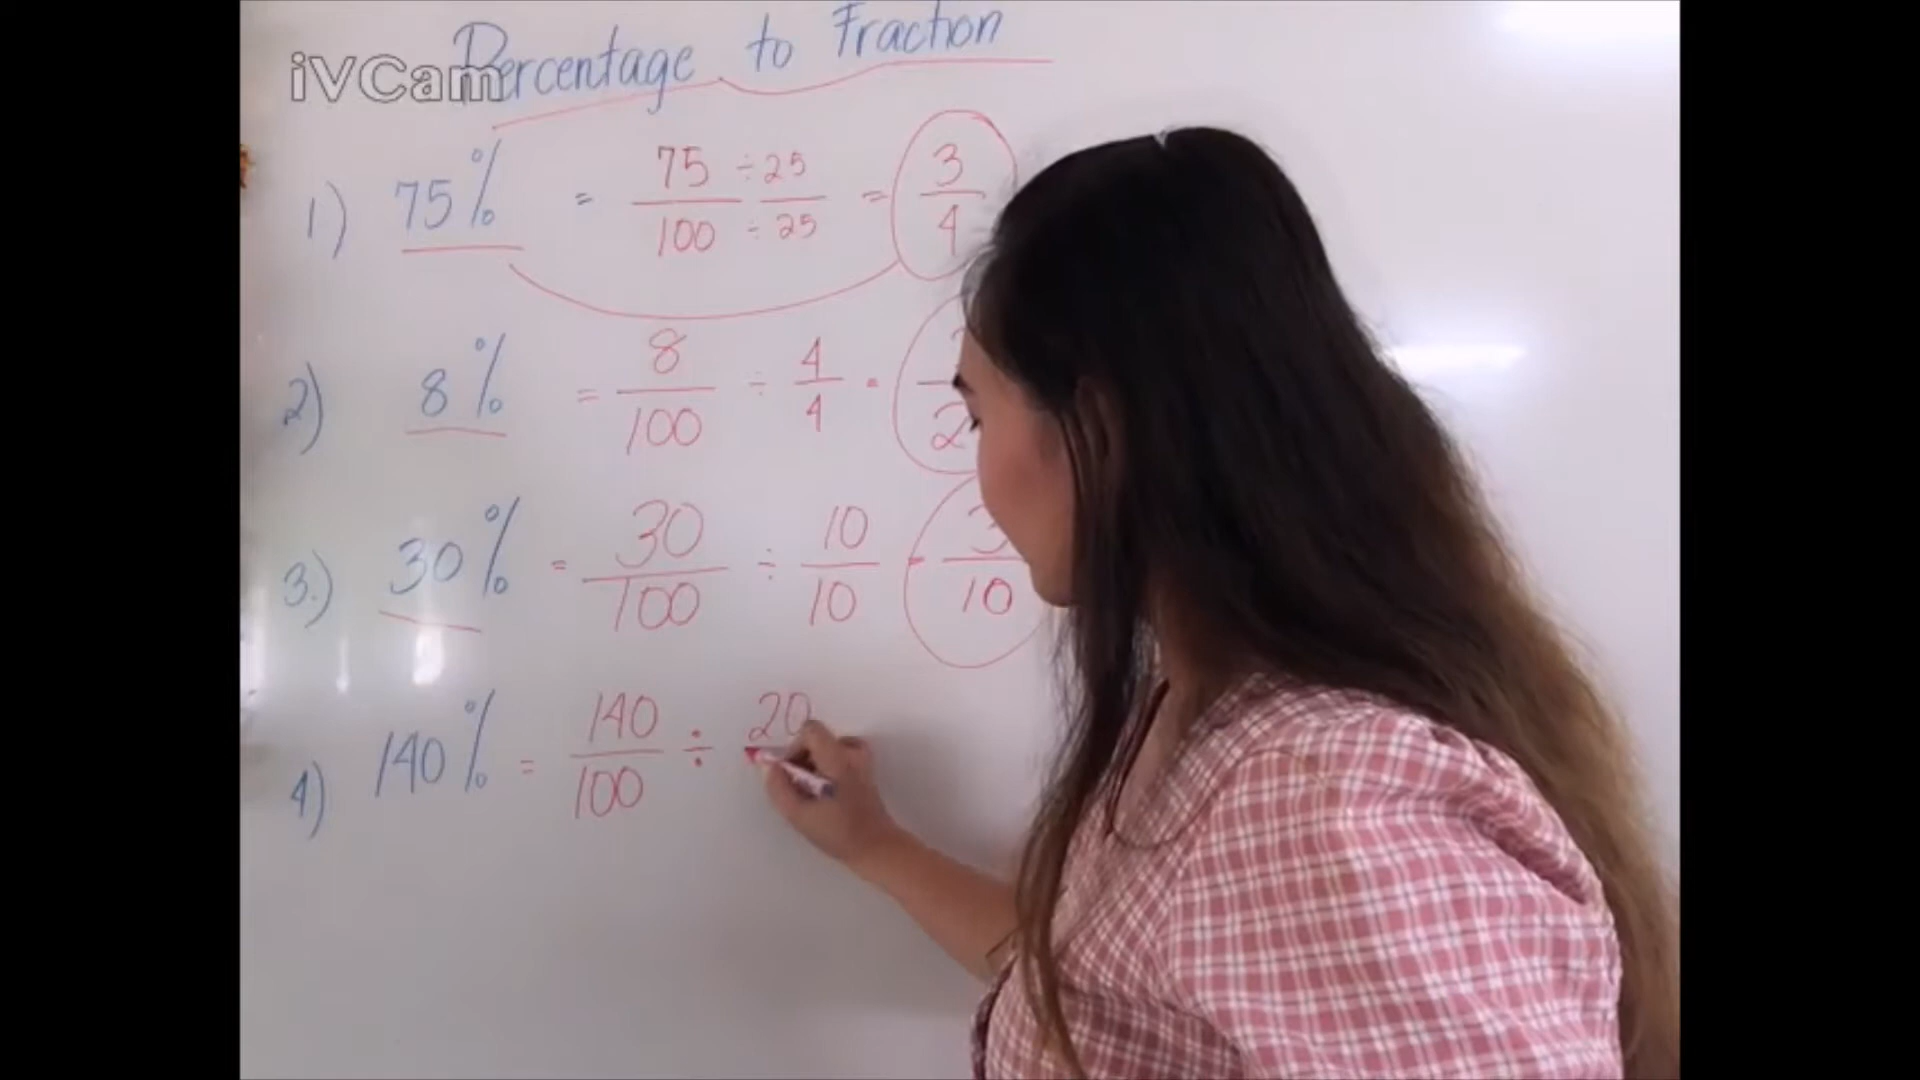 iVCam
Percentage to Fraction
1) 75% = 75 ÷ 25 / 100 ÷ 25 = 3/4
2) 8% = 8/100 ÷ 4/4
3.) 30% = 30/100 ÷ 10/10 = 3/10
4) 140% = 140/100 ÷ 20